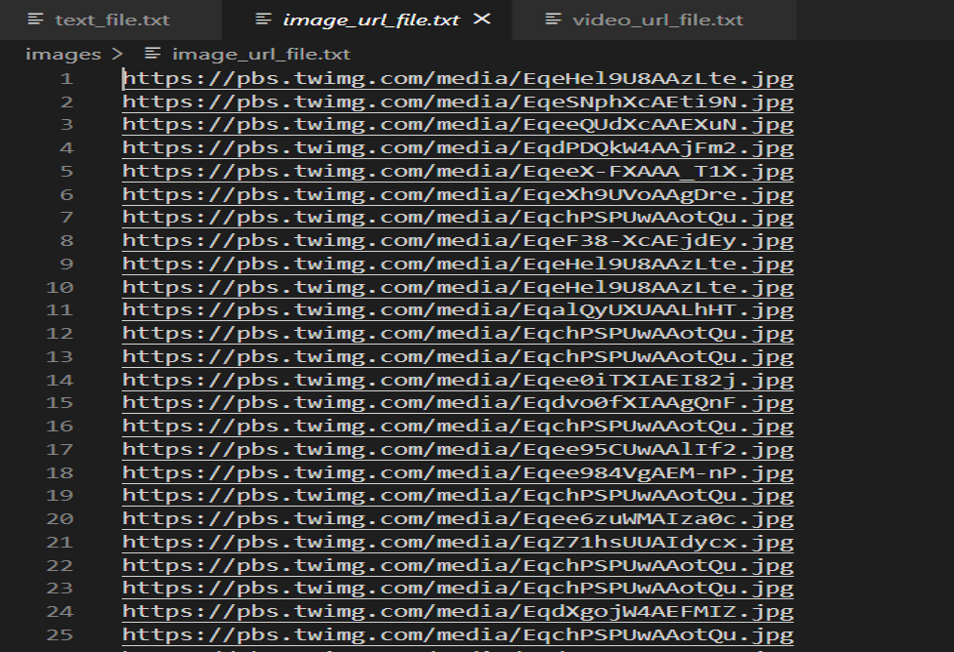 text_file.txt image_url_file.txt video_url_file.txt
images > image_url_file.txt
1 https://pbs.twimg.com/media/EqeHel9U8AAzLte.jpg
2 https://pbs.twimg.com/media/EqeSNphXcAEti9N.jpg
3 https://pbs.twimg.com/media/EqeeQUdXcAAEXuN.jpg
4 https://pbs.twimg.com/media/EqdPDQkW4AAjFm2.jpg
5 https://pbs.twimg.com/media/EqeeX-FXAAA_T1X.jpg
6 https://pbs.twimg.com/media/EqeXh9UVoAAgDre.jpg
7 https://pbs.twimg.com/media/EqchPSPUwAAotQu.jpg
8 https://pbs.twimg.com/media/EqeF38-XcAEjdEy.jpg
9 https://pbs.twimg.com/media/EqeHel9U8AAzLte.jpg
10 https://pbs.twimg.com/media/EqeHel9U8AAzLte.jpg
11 https://pbs.twimg.com/media/EqalQyUXUAALhHT.jpg
12 https://pbs.twimg.com/media/EqchPSPUwAAotQu.jpg
13 https://pbs.twimg.com/media/EqchPSPUwAAotQu.jpg
14 https://pbs.twimg.com/media/Eqee0iTXIAEI82j.jpg
15 https://pbs.twimg.com/media/Eqdvo0fXIAAgQnF.jpg
16 https://pbs.twimg.com/media/EqchPSPUwAAotQu.jpg
17 https://pbs.twimg.com/media/Eqee95CUwAAlIf2.jpg
18 https://pbs.twimg.com/media/Eqee984VgAEM-nP.jpg
19 https://pbs.twimg.com/media/EqchPSPUwAAotQu.jpg
20 https://pbs.twimg.com/media/Eqee6zuWMAIza0c.jpg
21 https://pbs.twimg.com/media/EqZ71hsUUAIdycx.jpg
22 https://pbs.twimg.com/media/EqchPSPUwAAotQu.jpg
23 https://pbs.twimg.com/media/EqchPSPUwAAotQu.jpg
24 https://pbs.twimg.com/media/EqdXgojW4AEFMIZ.jpg
25 https://pbs.twimg.com/media/EqchPSPUwAAotQu.jpg